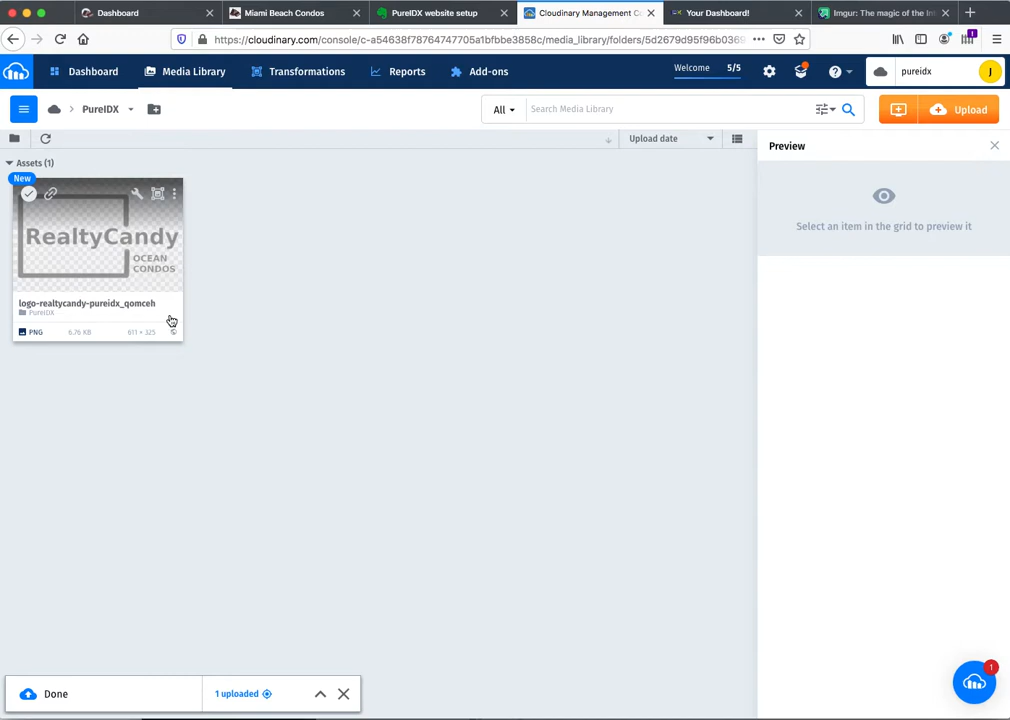 Dashboard
Miami Beach Condos
PureIDX website setup
Cloudinary Management C
Your Dashboard!
Imgur: The magic of the Int
https://cloudinary.com/console/c-a54638f78764747705a1bfbbe3858c/media_library/folders/5d2679d95f96b0369
1
Dashboard
Media Library
Transformations
Reports
Add-ons
Welcome 5/5
pureidx
J
PureIDX
All
Search Media Library
Upload
Upload date
Preview
Assets (1)
New
RealtyCandy
OCEAN
CONDOS
Select an item in the grid to preview it
logo-realtycandy-pureidx_qomceh
PureIDX
PNG 6.76 KB 611 × 325
Done
1 uploaded
1